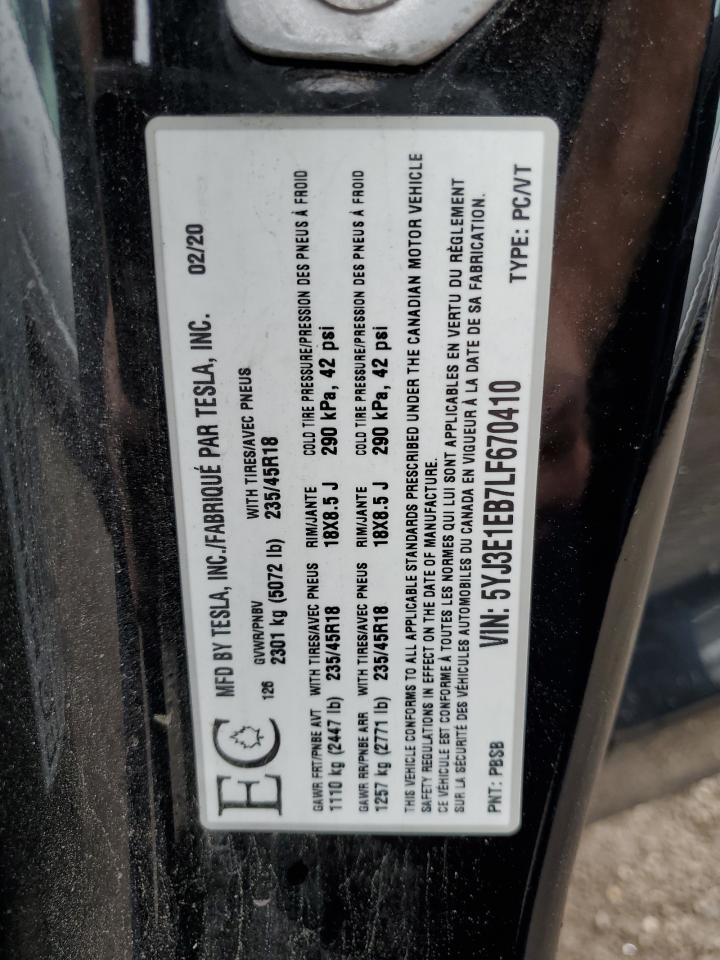 MFD BY TESLA, INC./FABRIQUÉ PAR TESLA, INC. 02/20
EC
126
GVWR/PNBV
2301 kg (5072 lb)
WITH TIRES/AVEC PNEUS
235/45R18
GAWR FRT/PNBE AVT WITH TIRES/AVEC PNEUS RIM/JANTE COLD TIRE PRESSURE/PRESSION DES PNEUS À FROID
1110 kg (2447 lb) 235/45R18 18X8.5 J 290 kPa, 42 psi
GAWR RR/PNBE ARR WITH TIRES/AVEC PNEUS RIM/JANTE COLD TIRE PRESSURE/PRESSION DES PNEUS À FROID
1257 kg (2771 lb) 235/45R18 18X8.5 J 290 kPa, 42 psi
THIS VEHICLE CONFORMS TO ALL APPLICABLE STANDARDS PRESCRIBED UNDER THE CANADIAN MOTOR VEHICLE
SAFETY REGULATIONS IN EFFECT ON THE DATE OF MANUFACTURE.
CE VÉHICULE EST CONFORME À TOUTES LES NORMES QUI LUI SONT APPLICABLES EN VERTU DU RÈGLEMENT
SUR LA SÉCURITÉ DES VÉHICULES AUTOMOBILES DU CANADA EN VIGUEUR À LA DATE DE SA FABRICATION.
PNT: PBSB VIN: 5YJ3E1EB7LF670410 TYPE: PC/VT